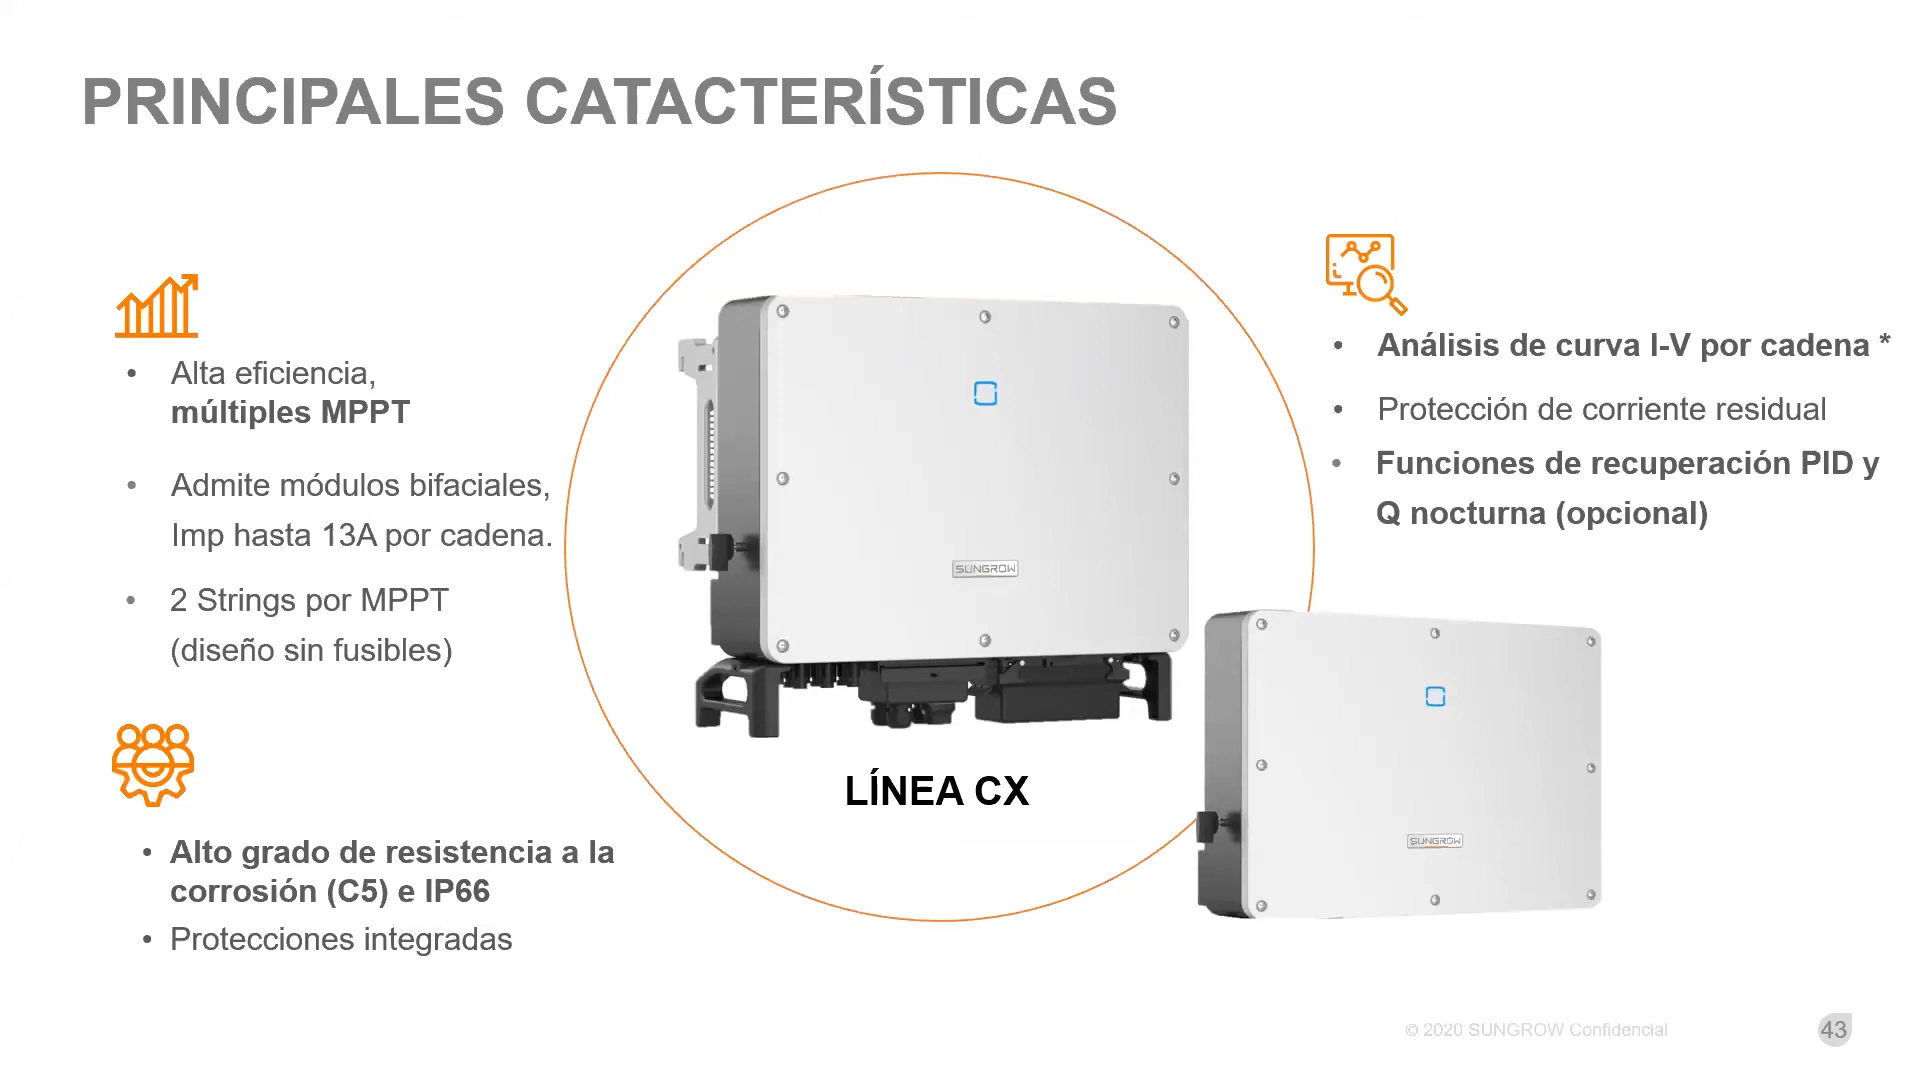 PRINCIPALES CATACTERÍSTICAS
• Alta eficiencia,
múltiples MPPT
• Admite módulos bifaciales,
Imp hasta 13A por cadena.
• 2 Strings por MPPT
(diseño sin fusibles)
• Alto grado de resistencia a la
corrosión (C5) e IP66
• Protecciones integradas
SUNGROW
LÍNEA CX
• Análisis de curva I-V por cadena *
• Protección de corriente residual
• Funciones de recuperación PID y
Q nocturna (opcional)
SUNGROW
© 2020 SUNGROW Confidencial
43